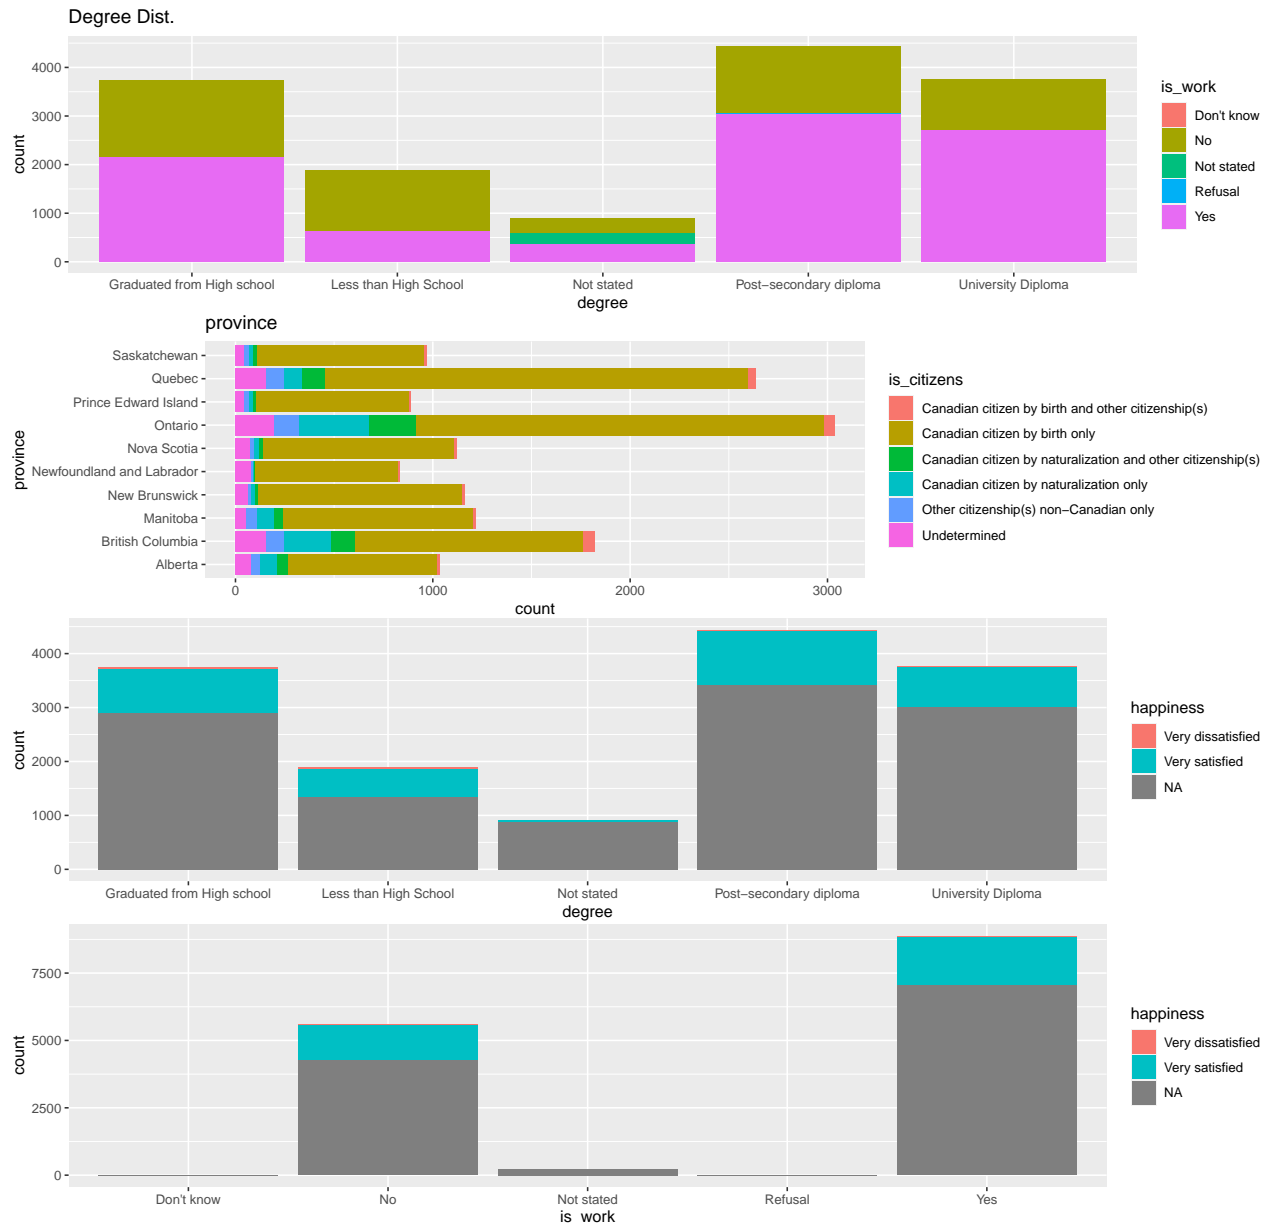 Degree Dist.
4000
3000
2000
1000
0
count
Graduated from High school
Less than High School
Not stated
Post−secondary diploma
University Diploma
degree
is_work
Don't know
No
Not stated
Refusal
Yes
province
Saskatchewan
Quebec
Prince Edward Island
Ontario
Nova Scotia
Newfoundland and Labrador
New Brunswick
Manitoba
British Columbia
Alberta
province
0
1000
2000
3000
count
is_citizens
Canadian citizen by birth and other citizenship(s)
Canadian citizen by birth only
Canadian citizen by naturalization and other citizenship(s)
Canadian citizen by naturalization only
Other citizenship(s) non−Canadian only
Undetermined
4000
3000
2000
1000
0
count
Graduated from High school
Less than High School
Not stated
Post−secondary diploma
University Diploma
degree
happiness
Very dissatisfied
Very satisfied
NA
7500
5000
2500
0
count
Don't know
No
Not stated
Refusal
Yes
is_work
happiness
Very dissatisfied
Very satisfied
NA